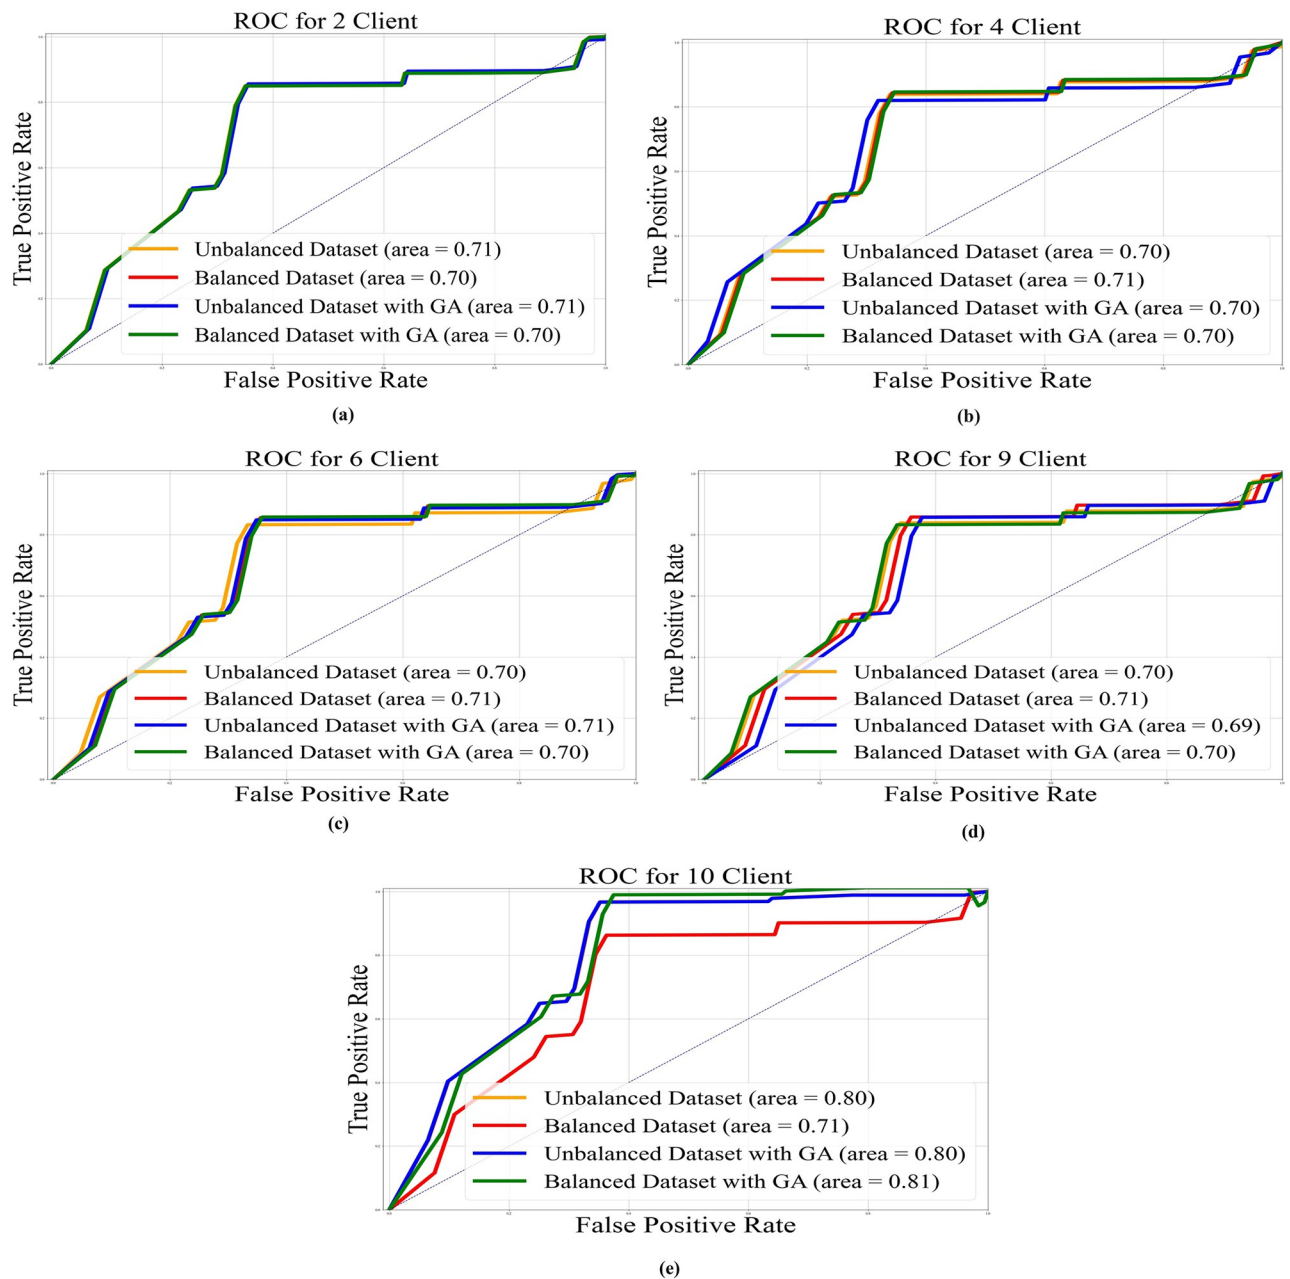 ROC for 2 Client
True Positive Rate
Unbalanced Dataset (area = 0.71)
Balanced Dataset (area = 0.70)
Unbalanced Dataset with GA (area = 0.71)
Balanced Dataset with GA (area = 0.70)
False Positive Rate
(a)
ROC for 4 Client
True Positive Rate
Unbalanced Dataset (area = 0.70)
Balanced Dataset (area = 0.71)
Unbalanced Dataset with GA (area = 0.70)
Balanced Dataset with GA (area = 0.70)
False Positive Rate
(b)
ROC for 6 Client
True Positive Rate
Unbalanced Dataset (area = 0.70)
Balanced Dataset (area = 0.71)
Unbalanced Dataset with GA (area = 0.71)
Balanced Dataset with GA (area = 0.70)
False Positive Rate
(c)
ROC for 9 Client
True Positive Rate
Unbalanced Dataset (area = 0.70)
Balanced Dataset (area = 0.71)
Unbalanced Dataset with GA (area = 0.69)
Balanced Dataset with GA (area = 0.70)
False Positive Rate
(d)
ROC for 10 Client
True Positive Rate
Unbalanced Dataset (area = 0.80)
Balanced Dataset (area = 0.71)
Unbalanced Dataset with GA (area = 0.80)
Balanced Dataset with GA (area = 0.81)
False Positive Rate
(e)